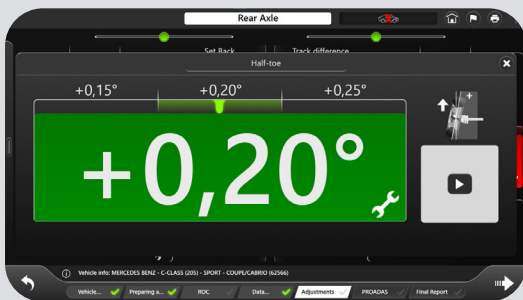 Rear Axle
Set Back
Track difference
Half-toe
+0,15°
+0,20°
+0,25°
+
+0,20°
Vehicle info: MERCEDES BENZ - C-CLASS (205) - SPORT - COUPE/CABRIO (62566)
Vehicle...
Preparing a...
ROC
Data...
Adjustments
PROADAS
Final Report